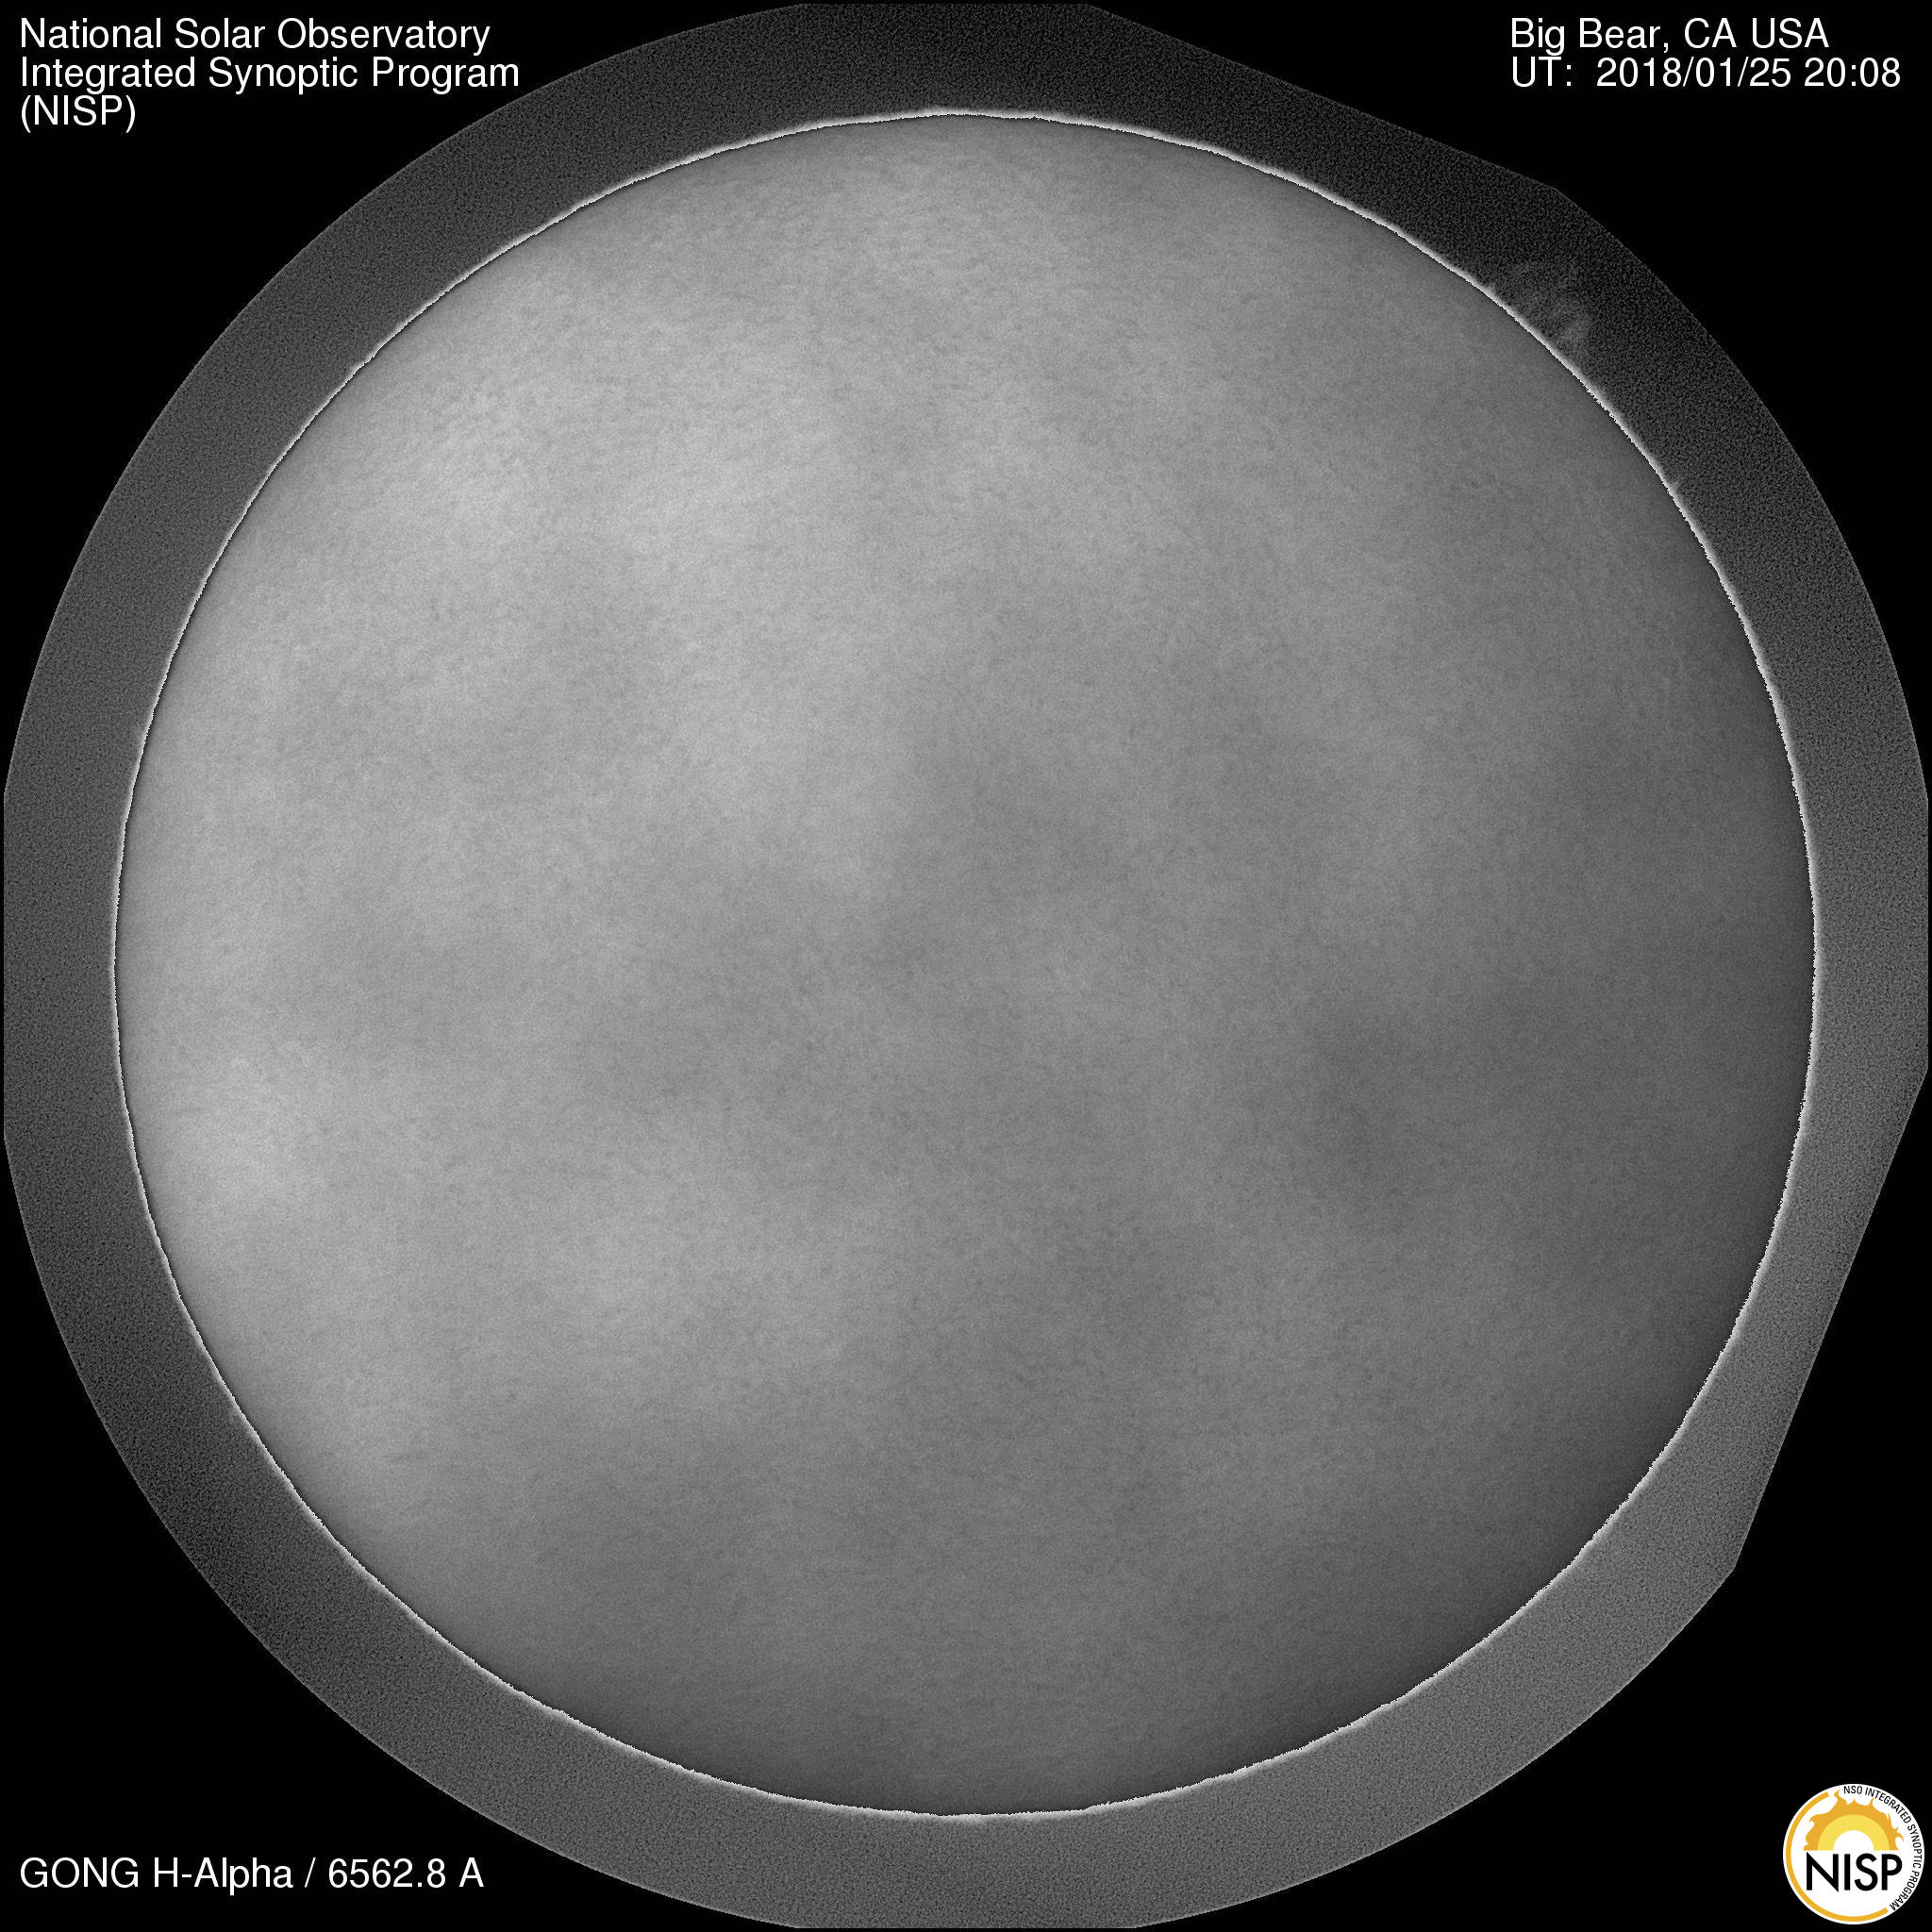 National Solar Observatory
Integrated Synoptic Program
(NISP)
Big Bear, CA USA
UT: 2018/01/25 20:08
GONG H-Alpha / 6562.8 A
NSO INTEGRATED SYNOPTIC PROGRAM
NISP